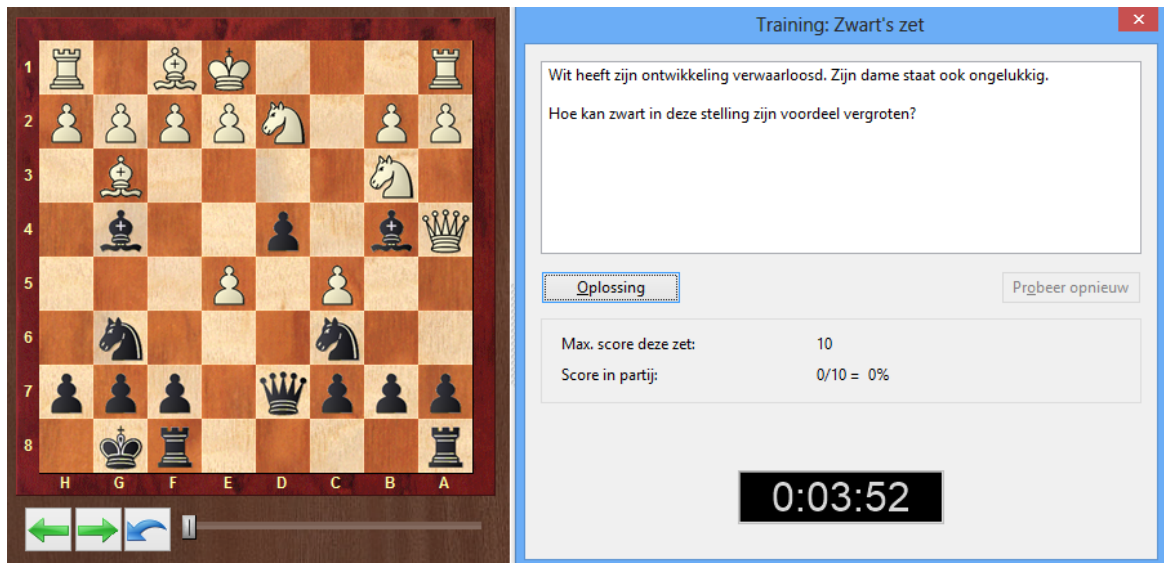 Training: Zwart's zet
Wit heeft zijn ontwikkeling verwaarloosd. Zijn dame staat ook ongelukkig.
Hoe kan zwart in deze stelling zijn voordeel vergroten?
Oplossing
Probeer opnieuw
Max. score deze zet: 10
Score in partij: 0/10 = 0%
0:03:52
1
2
3
4
5
6
7
8
H G F E D C B A